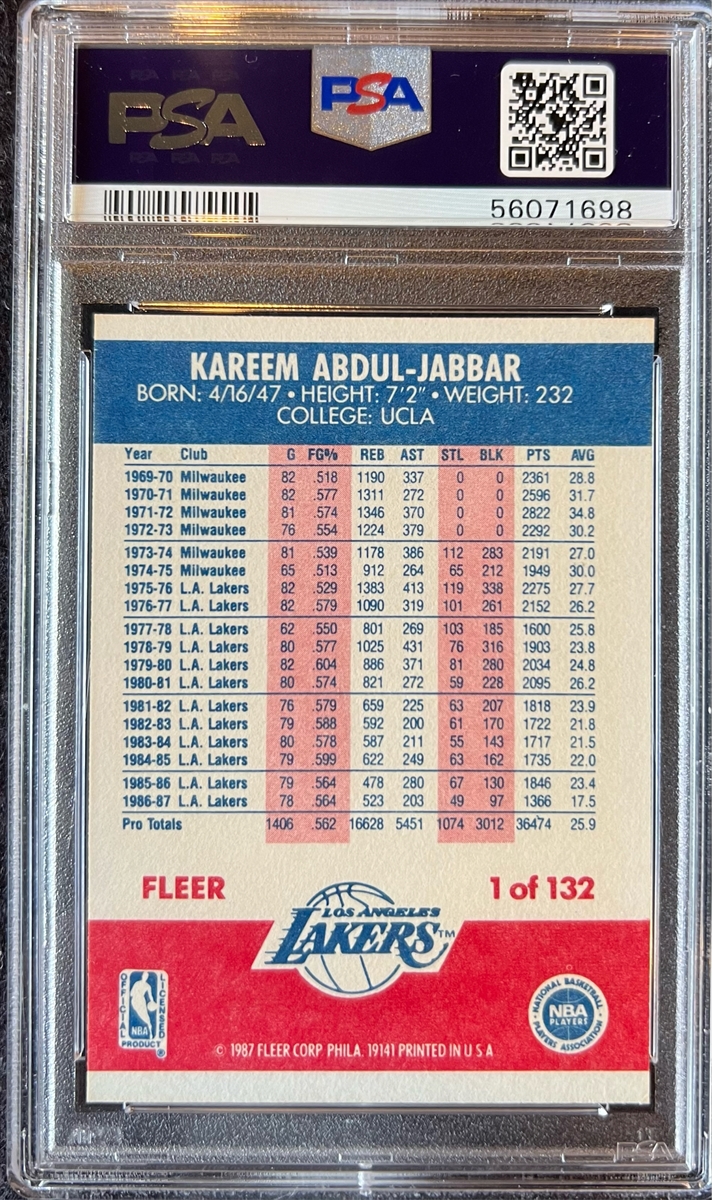 PSA PSA PSA
PSA
PSA PSA PSA
PSA
56071698
KAREEM ABDUL-JABBAR
BORN: 4/16/47 • HEIGHT: 7'2" • WEIGHT: 232
COLLEGE: UCLA
Year Club G FG% REB AST STL BLK PTS AVG
1969-70 Milwaukee 82 .518 1190 337 0 0 2361 28.8
1970-71 Milwaukee 82 .577 1311 272 0 0 2596 31.7
1971-72 Milwaukee 81 .574 1346 370 0 0 2822 34.8
1972-73 Milwaukee 76 .554 1224 379 0 0 2292 30.2
1973-74 Milwaukee 81 .539 1178 386 112 283 2191 27.0
1974-75 Milwaukee 65 .513 912 264 65 212 1949 30.0
1975-76 L.A. Lakers 82 .529 1383 413 119 338 2275 27.7
1976-77 L.A. Lakers 82 .579 1090 319 101 261 2152 26.2
1977-78 L.A. Lakers 62 .550 801 269 103 185 1600 25.8
1978-79 L.A. Lakers 80 .577 1025 431 76 316 1903 23.8
1979-80 L.A. Lakers 82 .604 886 371 81 280 2034 24.8
1980-81 L.A. Lakers 80 .574 821 272 59 228 2095 26.2
1981-82 L.A. Lakers 76 .579 659 225 63 207 1818 23.9
1982-83 L.A. Lakers 79 .588 592 200 61 170 1722 21.8
1983-84 L.A. Lakers 80 .578 587 211 55 143 1717 21.5
1984-85 L.A. Lakers 79 .599 622 249 63 162 1735 22.0
1985-86 L.A. Lakers 79 .564 478 280 67 130 1846 23.4
1986-87 L.A. Lakers 78 .564 523 203 49 97 1366 17.5
Pro Totals 1406 .562 16628 5451 1074 3012 36474 25.9
FLEER 1 of 132
LOS ANGELES
LAKERS™
OFFICIAL LICENSED
NBA
PRODUCT ®
NATIONAL BASKETBALL
NBA
PLAYERS
PLAYERS ASSOCIATION
© 1987 FLEER CORP PHILA. 19141 PRINTED IN U S A
PSA